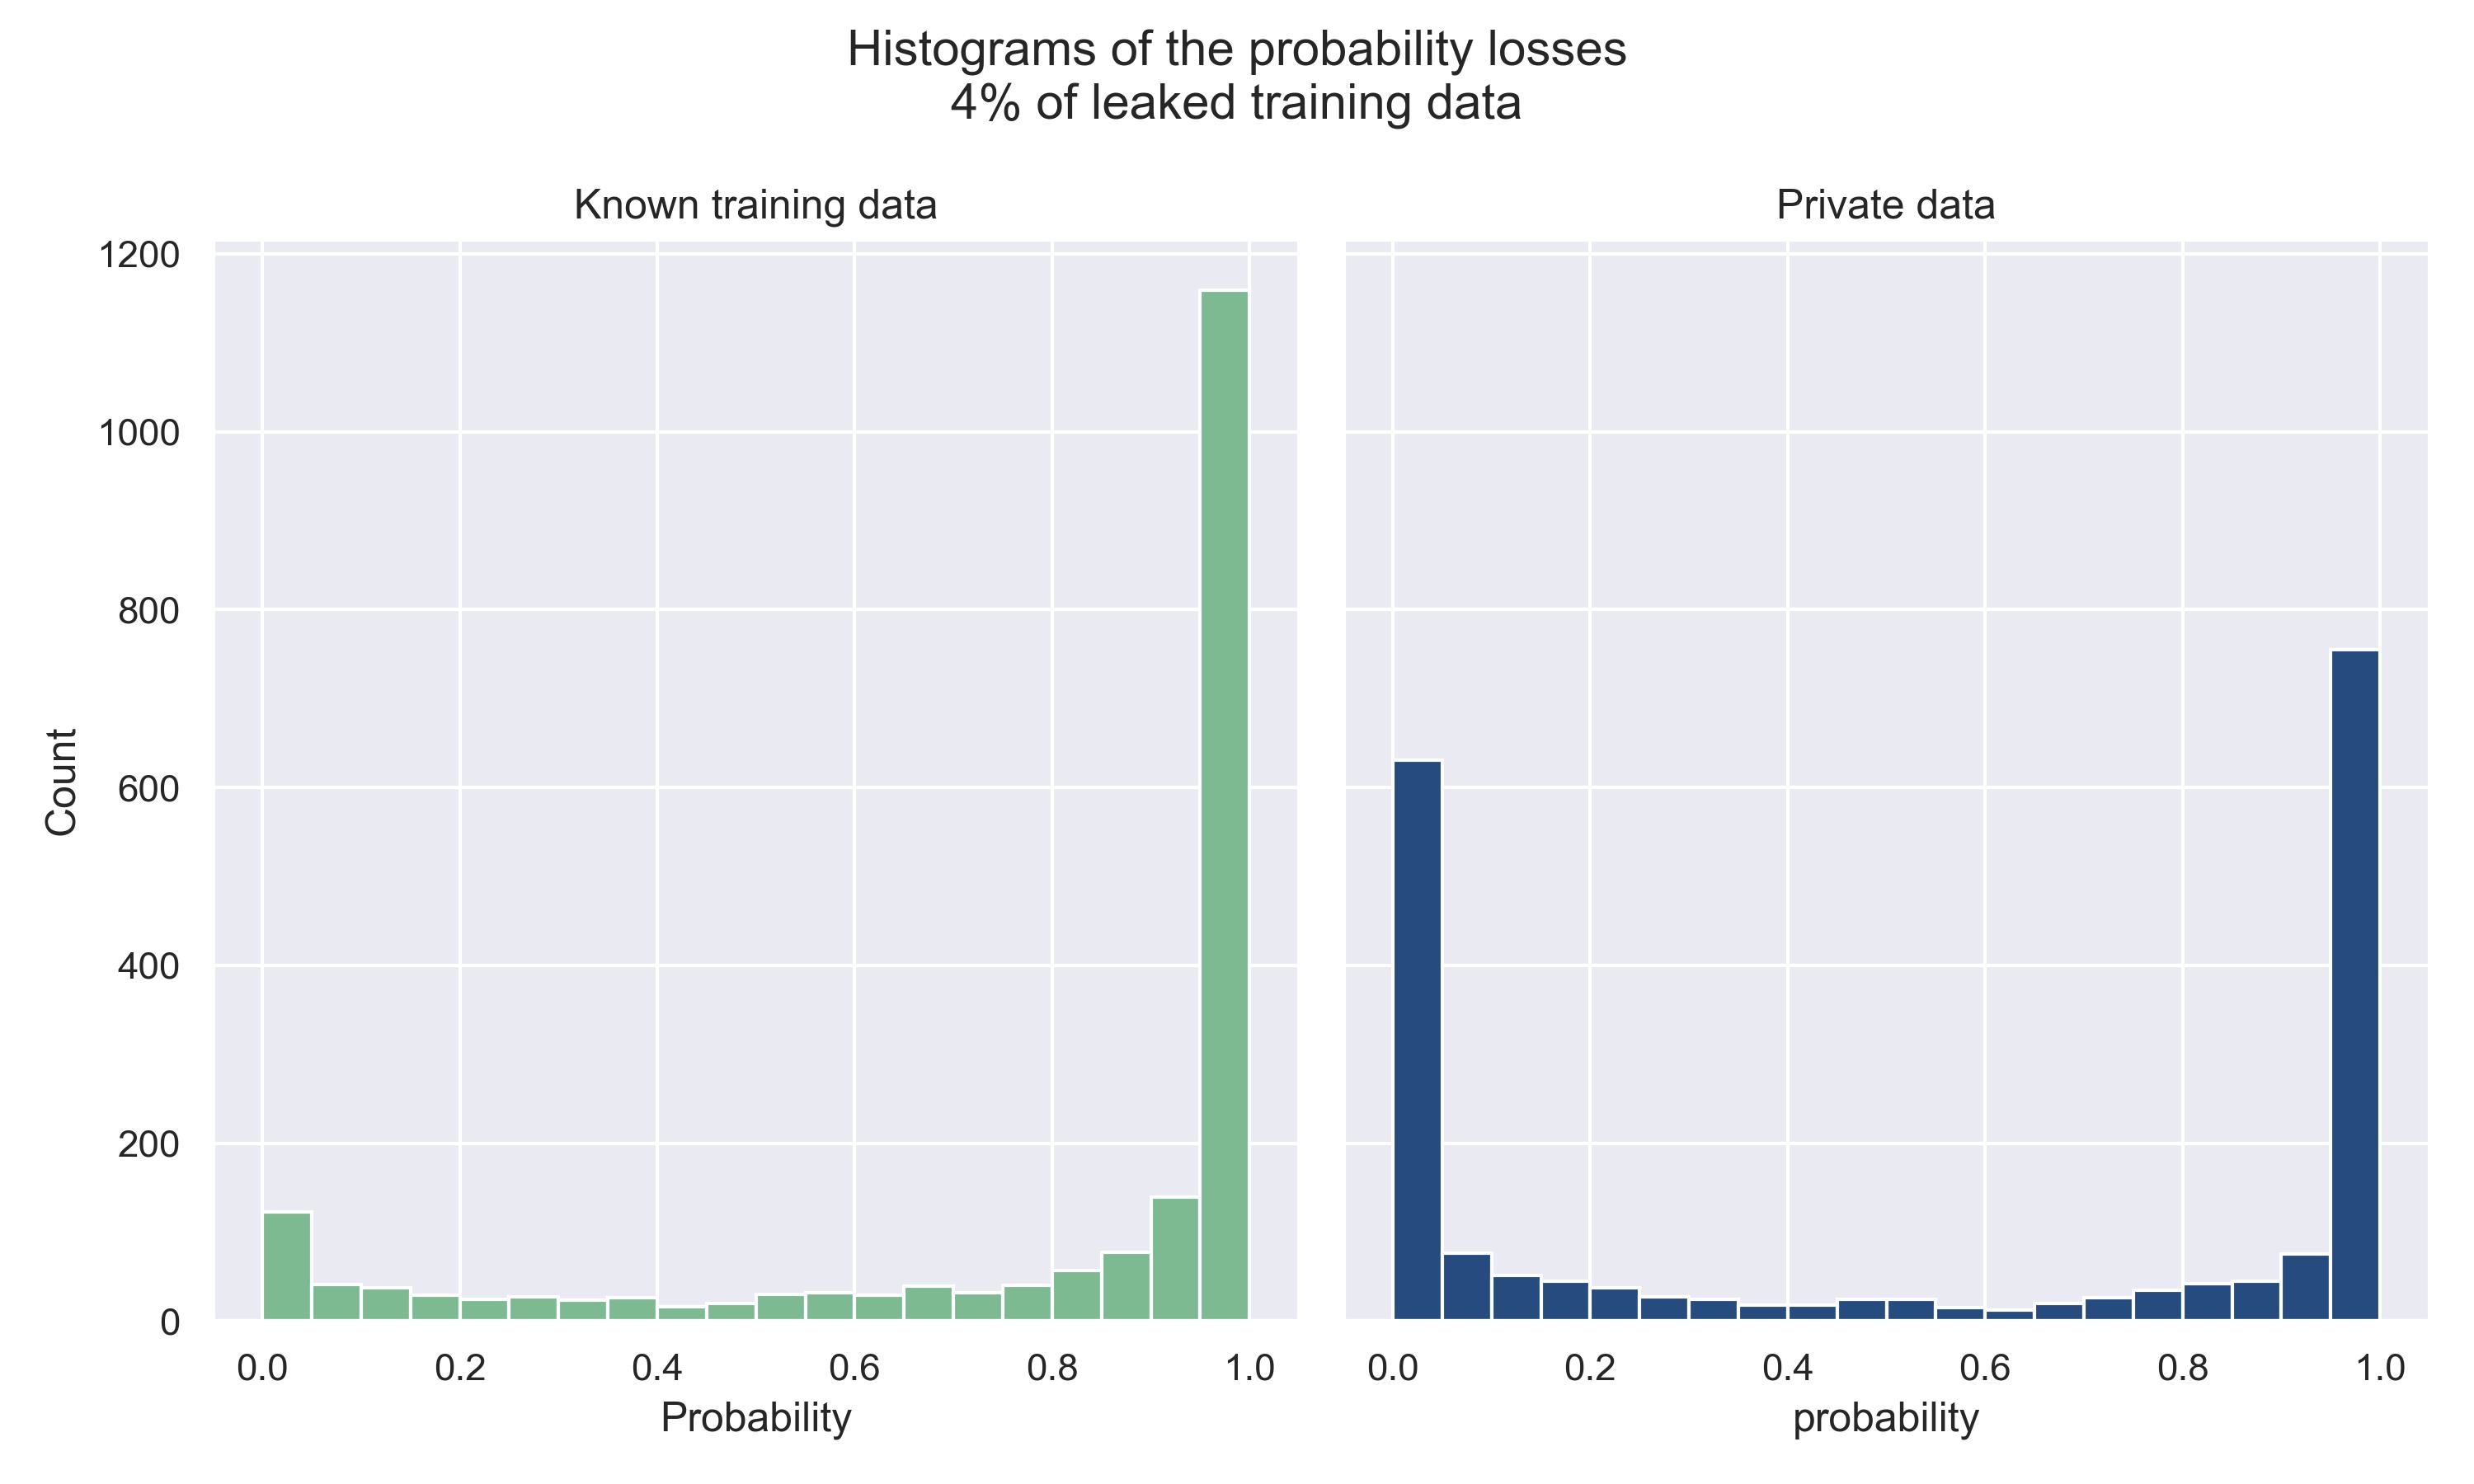 Histograms of the probability losses
4% of leaked training data
Known training data
Private data
1200
1000
800
600
400
200
0
Count
0.0 0.2 0.4 0.6 0.8 1.0
Probability
0.0 0.2 0.4 0.6 0.8 1.0
probability